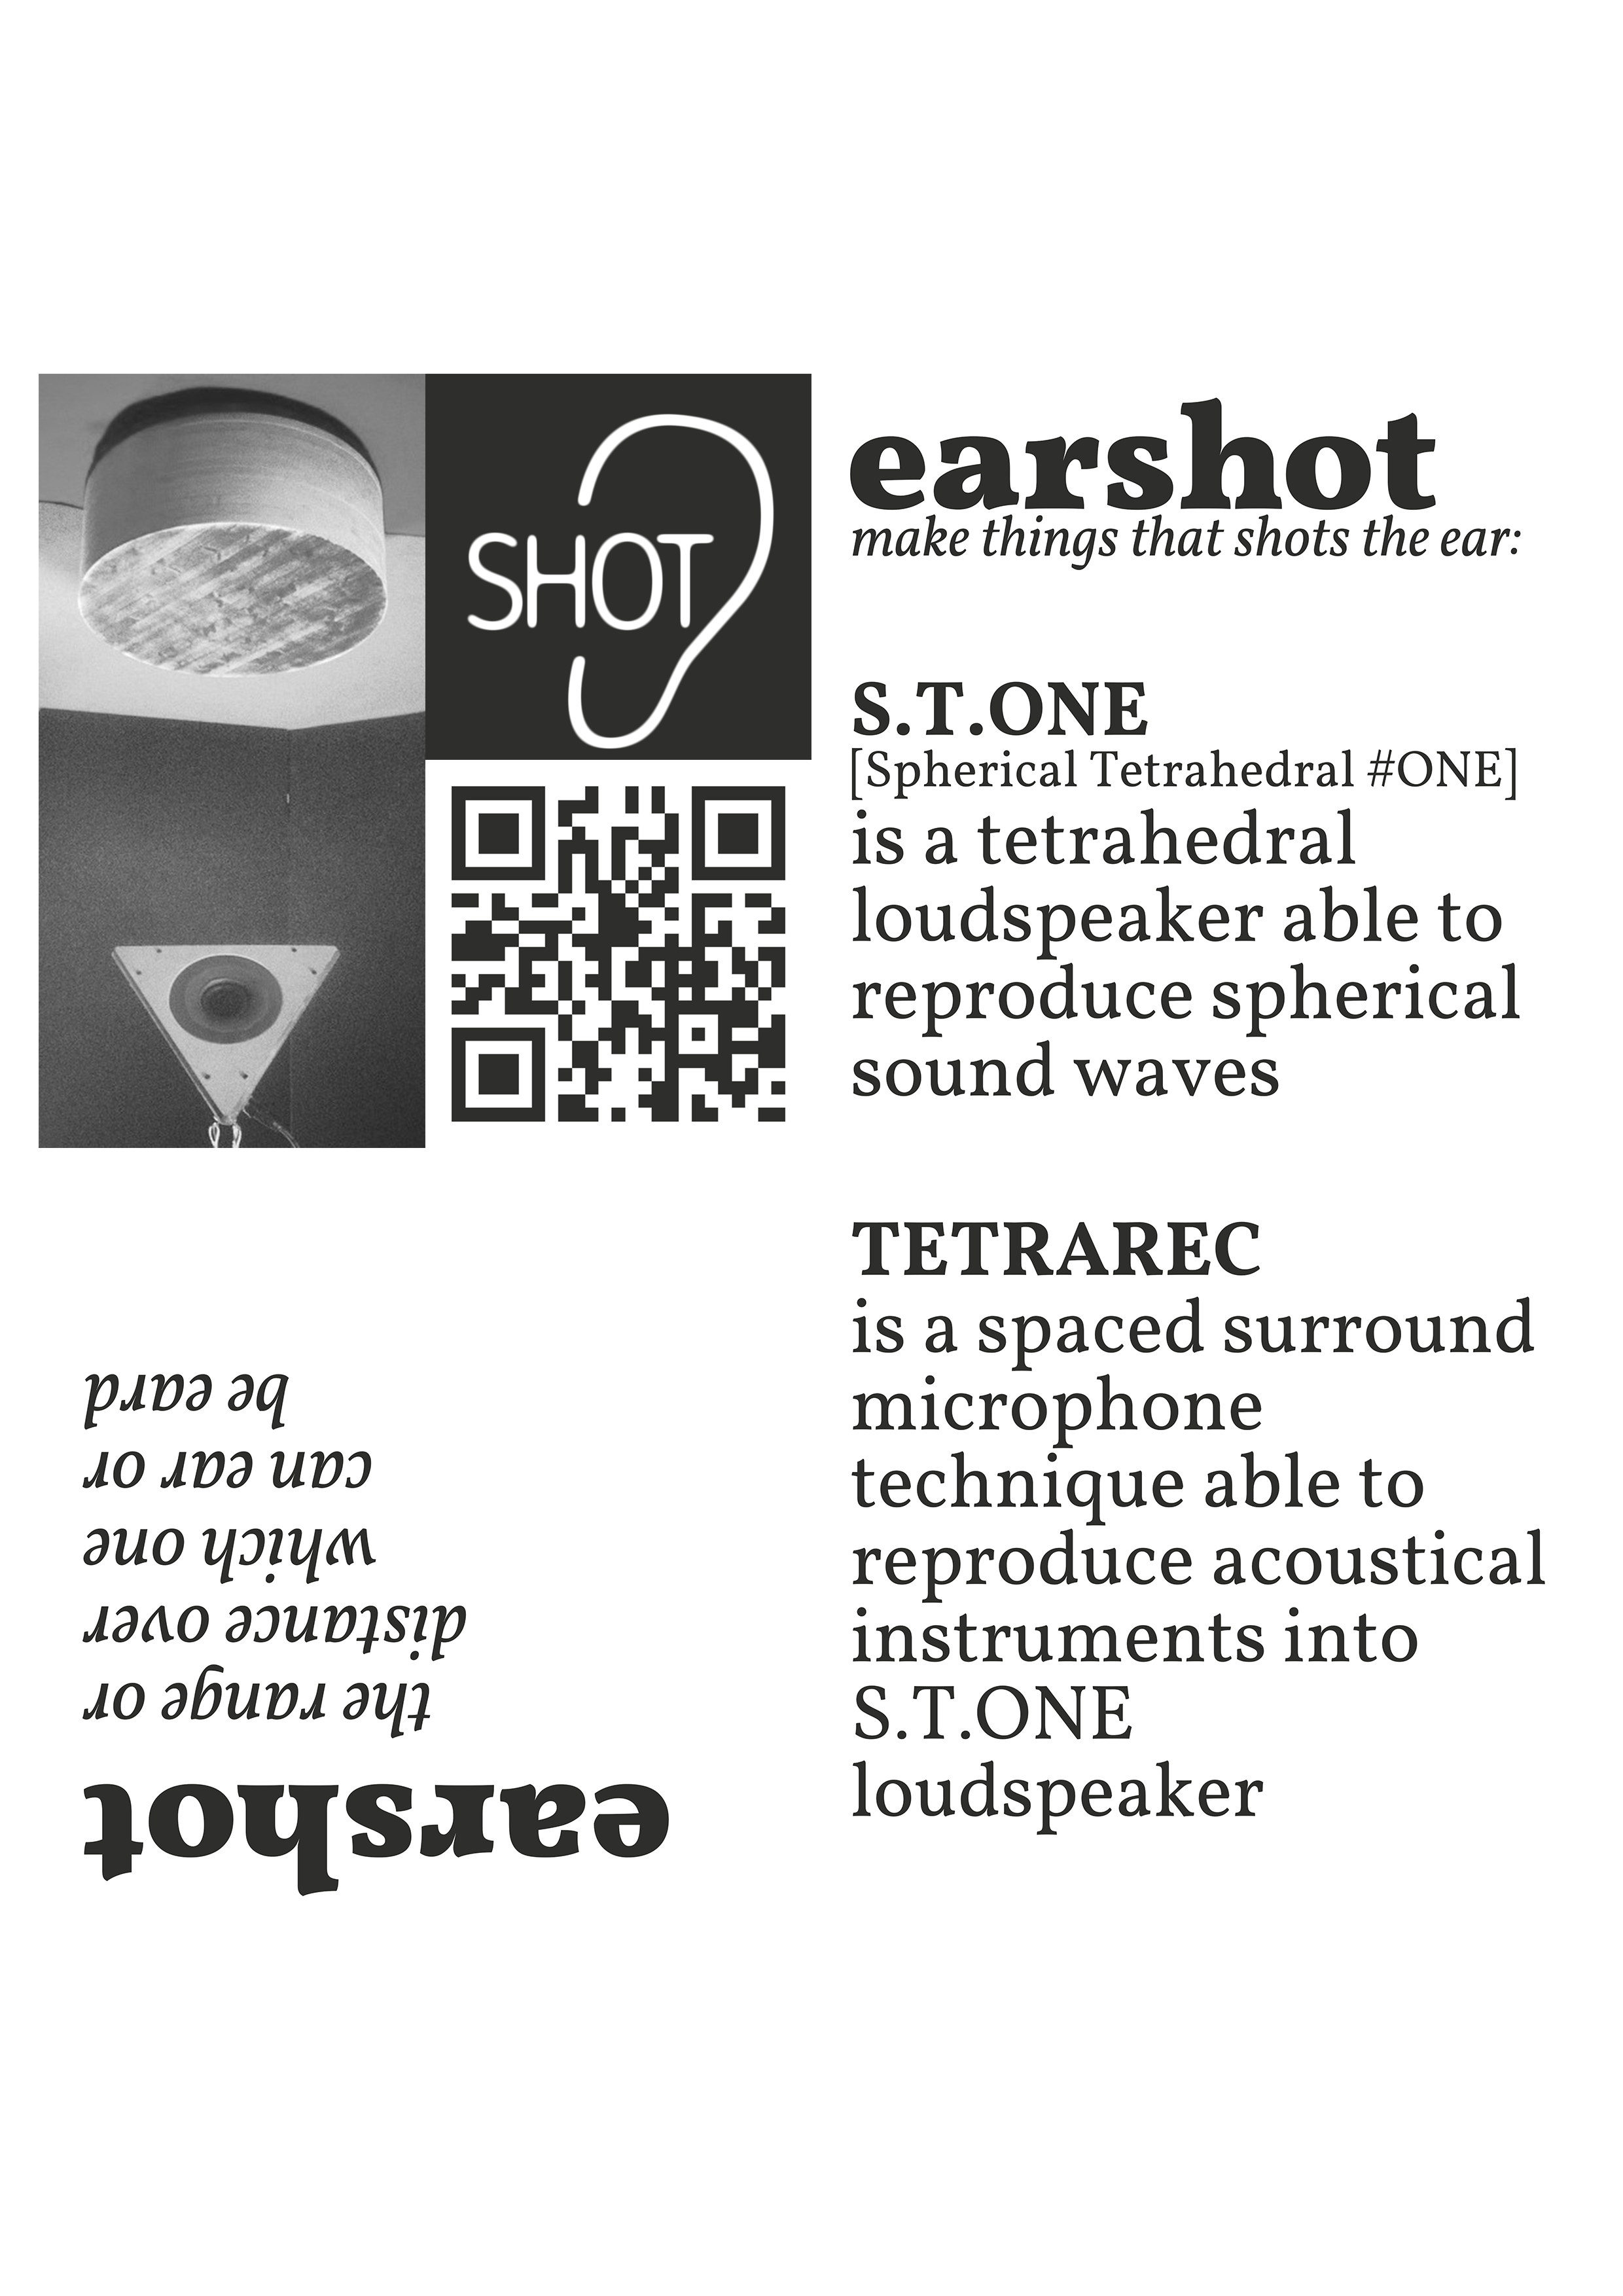 SHOT
earshot
make things that shots the ear:
S.T.ONE
[Spherical Tetrahedral #ONE]
is a tetrahedral
loudspeaker able to
reproduce spherical
sound waves
TETRAREC
is a spaced surround
microphone
technique able to
reproduce acoustical
instruments into
S.T.ONE
loudspeaker
earshot
the range or
distance over
which one
can ear or
be eard